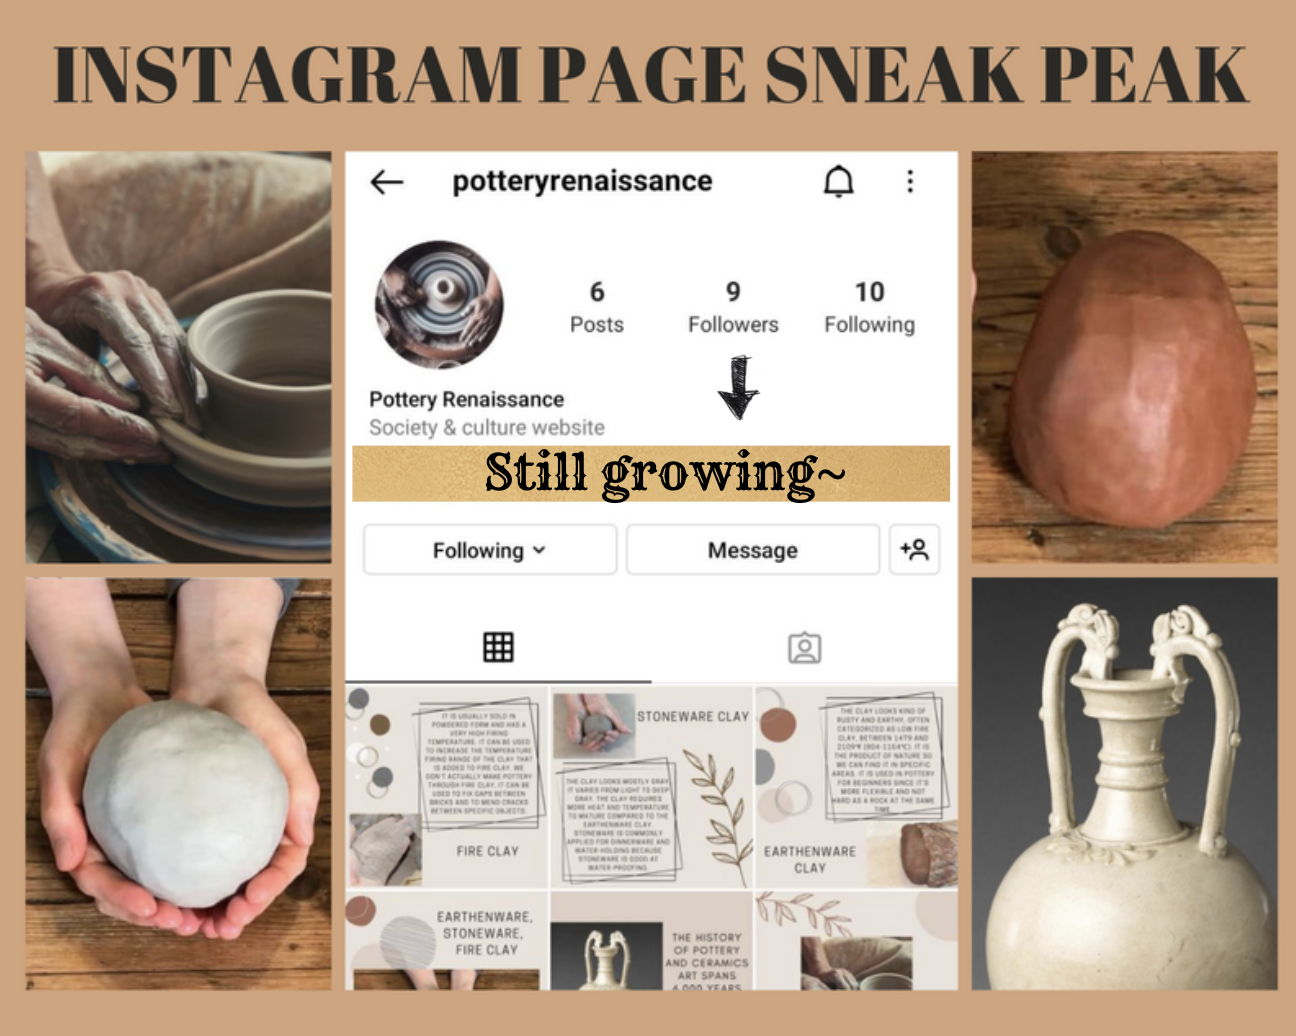 INSTAGRAM PAGE SNEAK PEAK
potteryrenaissance
6
Posts
9
Followers
10
Following
Pottery Renaissance
Society & culture website
Still growing~
Following
Message
IT IS USUALLY SOLD IN
POWDERED FORM AND HAS A
VERY HIGH FIRING
TEMPERATURE. IT CAN BE USED
TO INCREASE THE TEMPERATURE
FIRING RANGE OF THE CLAY THAT
IS ADDED TO FIRE CLAY. WE
DON'T ACTUALLY MAKE POTTERY
THROUGH FIRE CLAY, IT CAN BE
USED TO FIX GAPS BETWEEN
BRICKS AND TO MEND CRACKS
BETWEEN SPECIFIC OBJECTS.
FIRE CLAY
STONEWARE CLAY
THE CLAY LOOKS MOSTLY GRAY
IT VARIES FROM LIGHT TO DEEP
GRAY. THE CLAY REQUIRES
MORE HEAT AND TEMPERATURE
TO MATURE COMPARED TO THE
EARTHENWARE CLAY.
STONEWARE IS COMMONLY
APPLIED FOR DINNERWARE AND
WATER-HOLDING BECAUSE
STONEWARE IS GOOD AT
WATER-PROOFING.
THE CLAY LOOKS KIND OF
RUSTY AND EARTHY, OFTEN
CATEGORIZED AS LOW FIRE
CLAY, BETWEEN 1479 AND
2109°F (804-1154°C). IT IS
THE PRODUCT OF NATURE SO
WE CAN FIND IT IN SPECIFIC
AREAS. IT IS USED IN POTTERY
FOR BEGINNERS SINCE IT'S
MORE FLEXIBLE AND NOT
HARD AS A ROCK AT THE SAME
TIME.
EARTHENWARE
CLAY
EARTHENWARE,
STONEWARE,
FIRE CLAY
THE HISTORY
OF POTTERY
AND CERAMICS
ART SPANS
6,000 YEARS